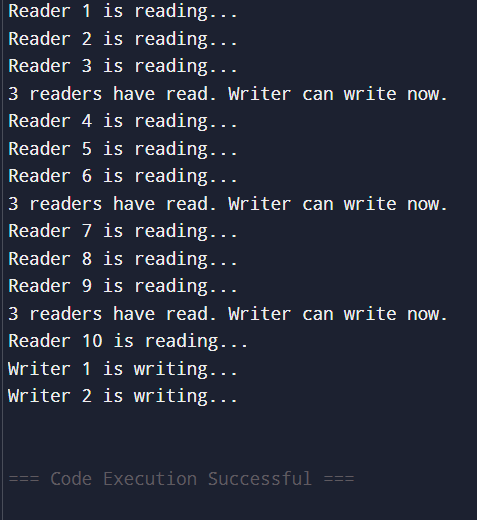 Reader 1 is reading...
Reader 2 is reading...
Reader 3 is reading...
3 readers have read. Writer can write now.
Reader 4 is reading...
Reader 5 is reading...
Reader 6 is reading...
3 readers have read. Writer can write now.
Reader 7 is reading...
Reader 8 is reading...
Reader 9 is reading...
3 readers have read. Writer can write now.
Reader 10 is reading...
Writer 1 is writing...
Writer 2 is writing...
=== Code Execution Successful ===